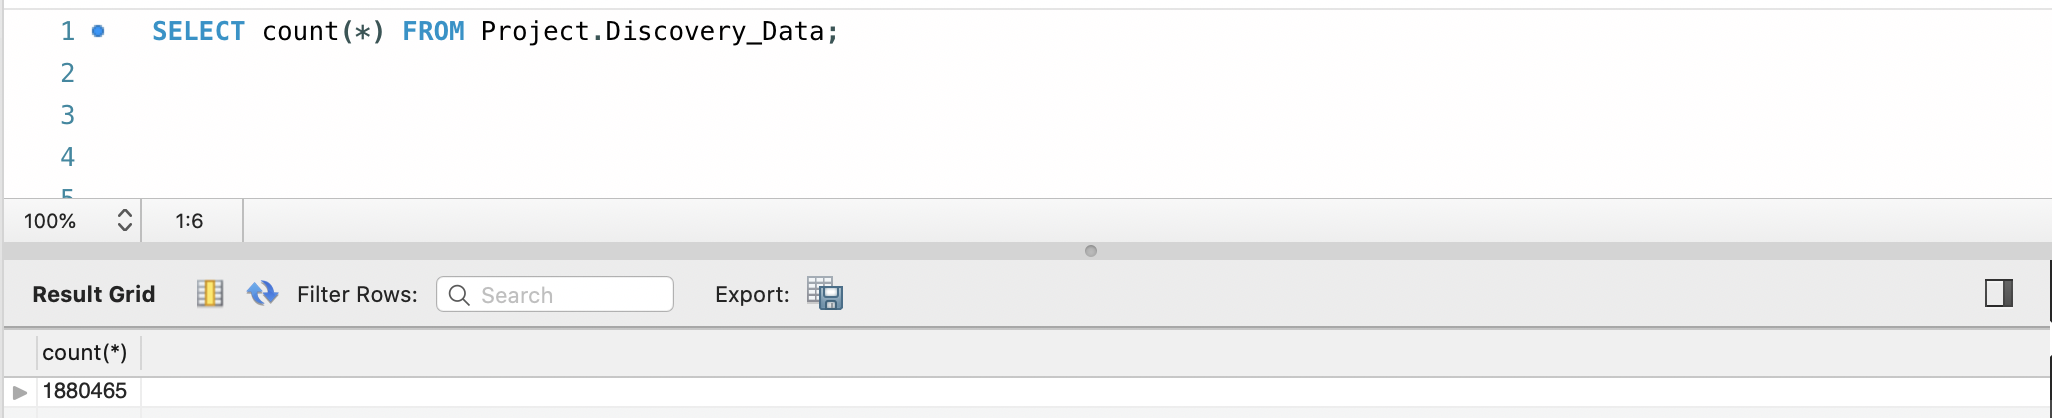 1 SELECT count(*) FROM Project.Discovery_Data;
2
3
4
5
100% 1:6
Result Grid Filter Rows: Search Export:
count(*)
1880465